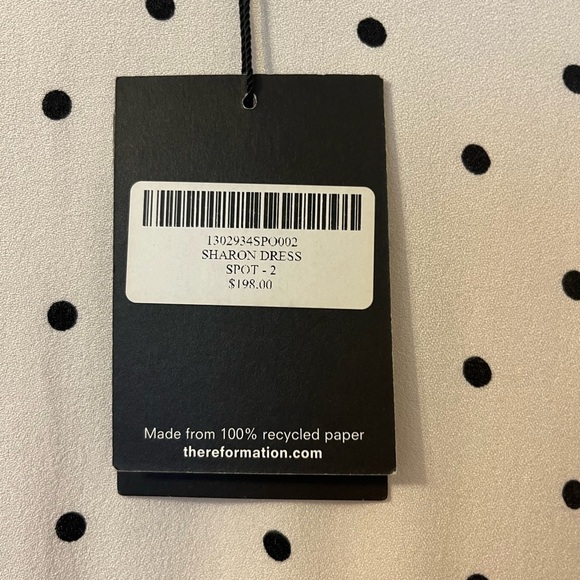 1302934SPO002
SHARON DRESS
SPOT - 2
$198.00
Made from 100% recycled paper
thereformation.com